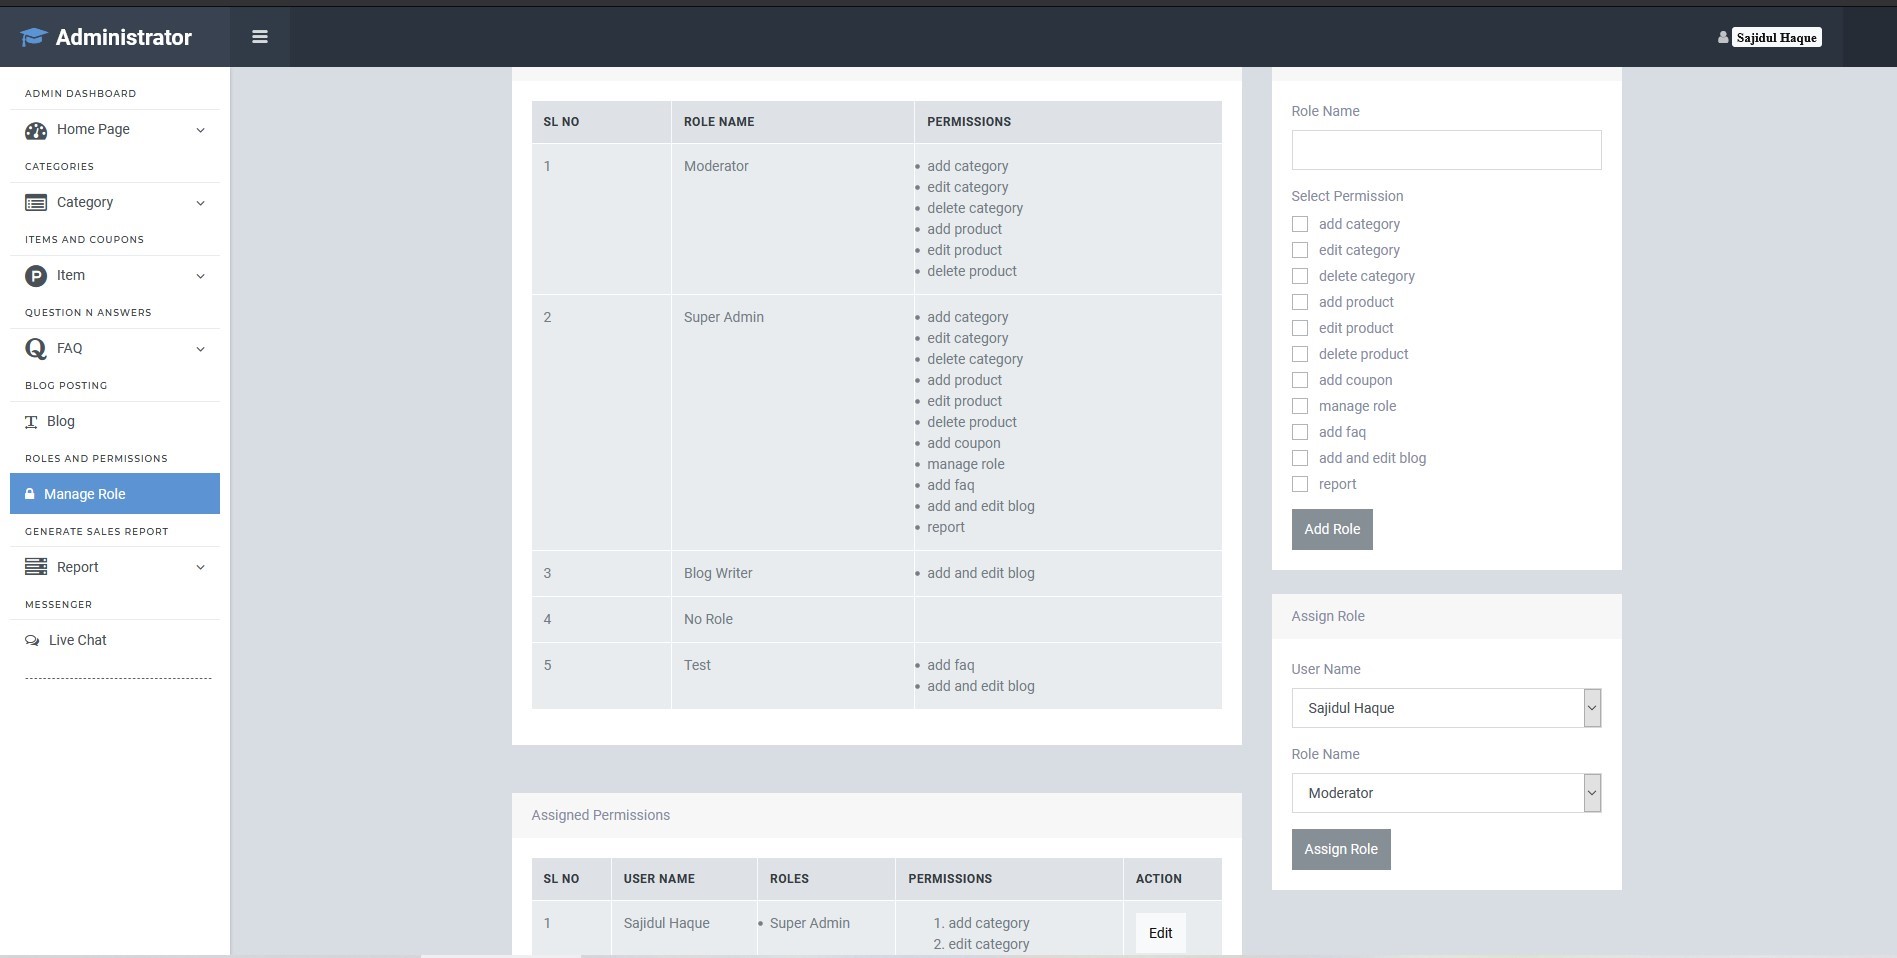 Administrator
Sajidul Haque
ADMIN DASHBOARD
Home Page
CATEGORIES
Category
ITEMS AND COUPONS
P Item
QUESTION N ANSWERS
Q FAQ
BLOG POSTING
T Blog
ROLES AND PERMISSIONS
Manage Role
GENERATE SALES REPORT
Report
MESSENGER
Live Chat
SL NO ROLE NAME PERMISSIONS
1 Moderator • add category
• edit category
• delete category
• add product
• edit product
• delete product
2 Super Admin • add category
• edit category
• delete category
• add product
• edit product
• delete product
• add coupon
• manage role
• add faq
• add and edit blog
• report
3 Blog Writer • add and edit blog
4 No Role
5 Test • add faq
• add and edit blog
Assigned Permissions
SL NO USER NAME ROLES PERMISSIONS ACTION
1 Sajidul Haque • Super Admin 1. add category Edit
2. edit category
Role Name
Select Permission
add category
edit category
delete category
add product
edit product
delete product
add coupon
manage role
add faq
add and edit blog
report
Add Role
Assign Role
User Name
Sajidul Haque
Role Name
Moderator
Assign Role